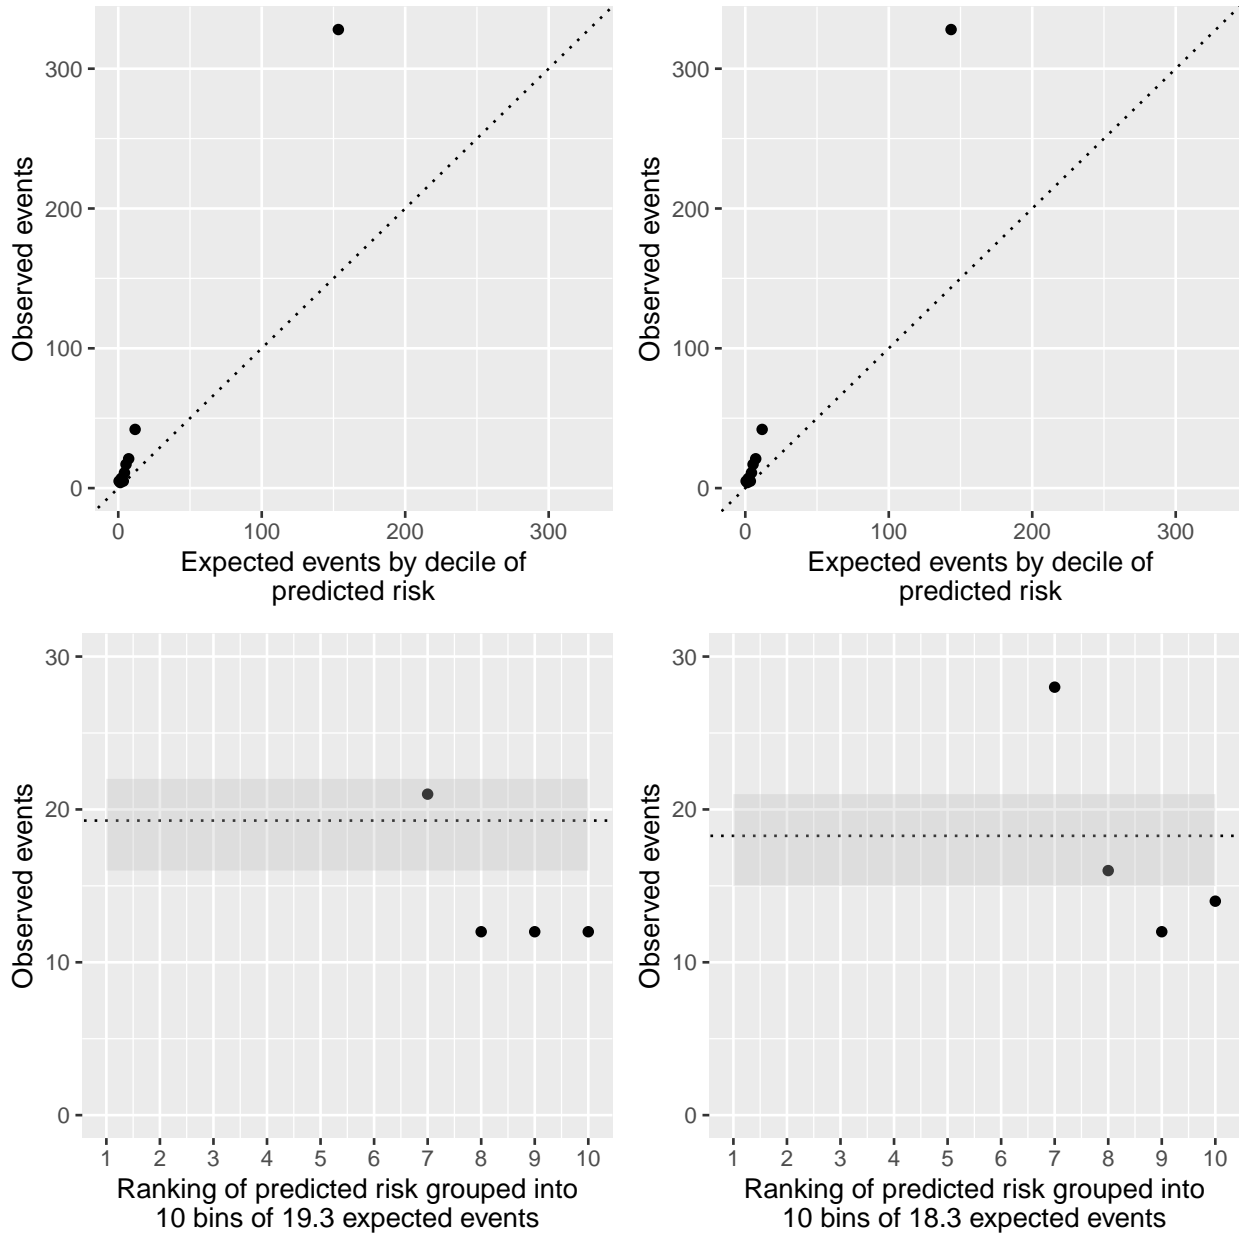 Observed events
300
200
100
0
0 100 200 300
Expected events by decile of
predicted risk
Observed events
300
200
100
0
0 100 200 300
Expected events by decile of
predicted risk
Observed events
30
20
10
0
1 2 3 4 5 6 7 8 9 10
Ranking of predicted risk grouped into
10 bins of 19.3 expected events
Observed events
30
20
10
0
1 2 3 4 5 6 7 8 9 10
Ranking of predicted risk grouped into
10 bins of 18.3 expected events